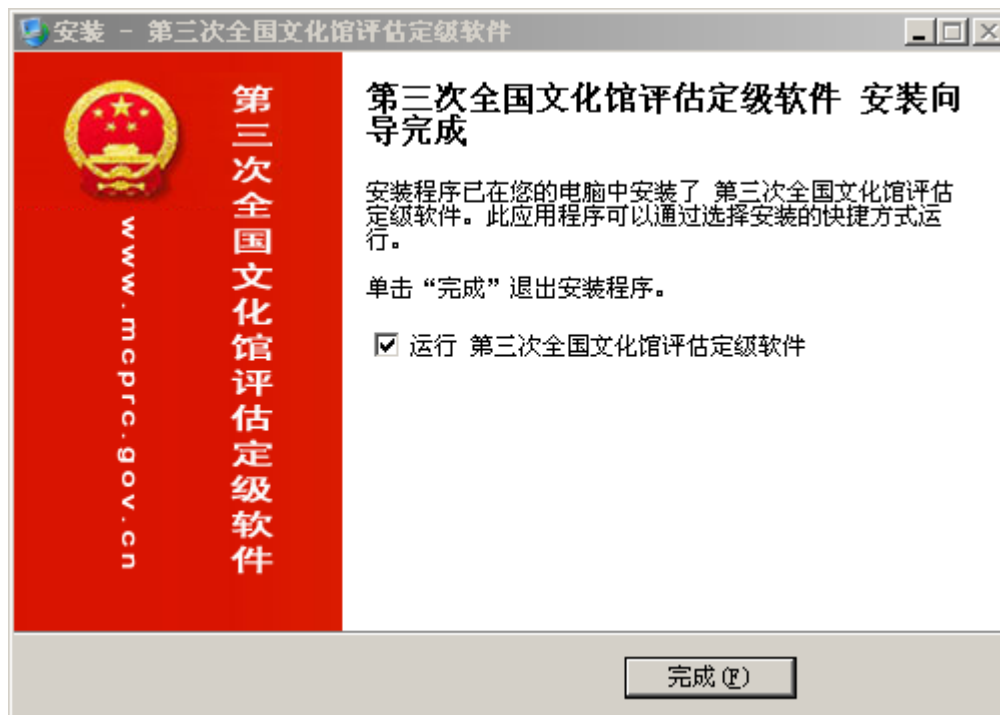 安装 - 第三次全国文化馆评估定级软件
第三次全国文化馆评估定级软件
www.mcprc.gov.cn
第三次全国文化馆评估定级软件 安装向
导完成
安装程序已在您的电脑中安装了 第三次全国文化馆评估
定级软件。此应用程序可以通过选择安装的快捷方式运
行。
单击“完成”退出安装程序。
运行 第三次全国文化馆评估定级软件
完成(F)